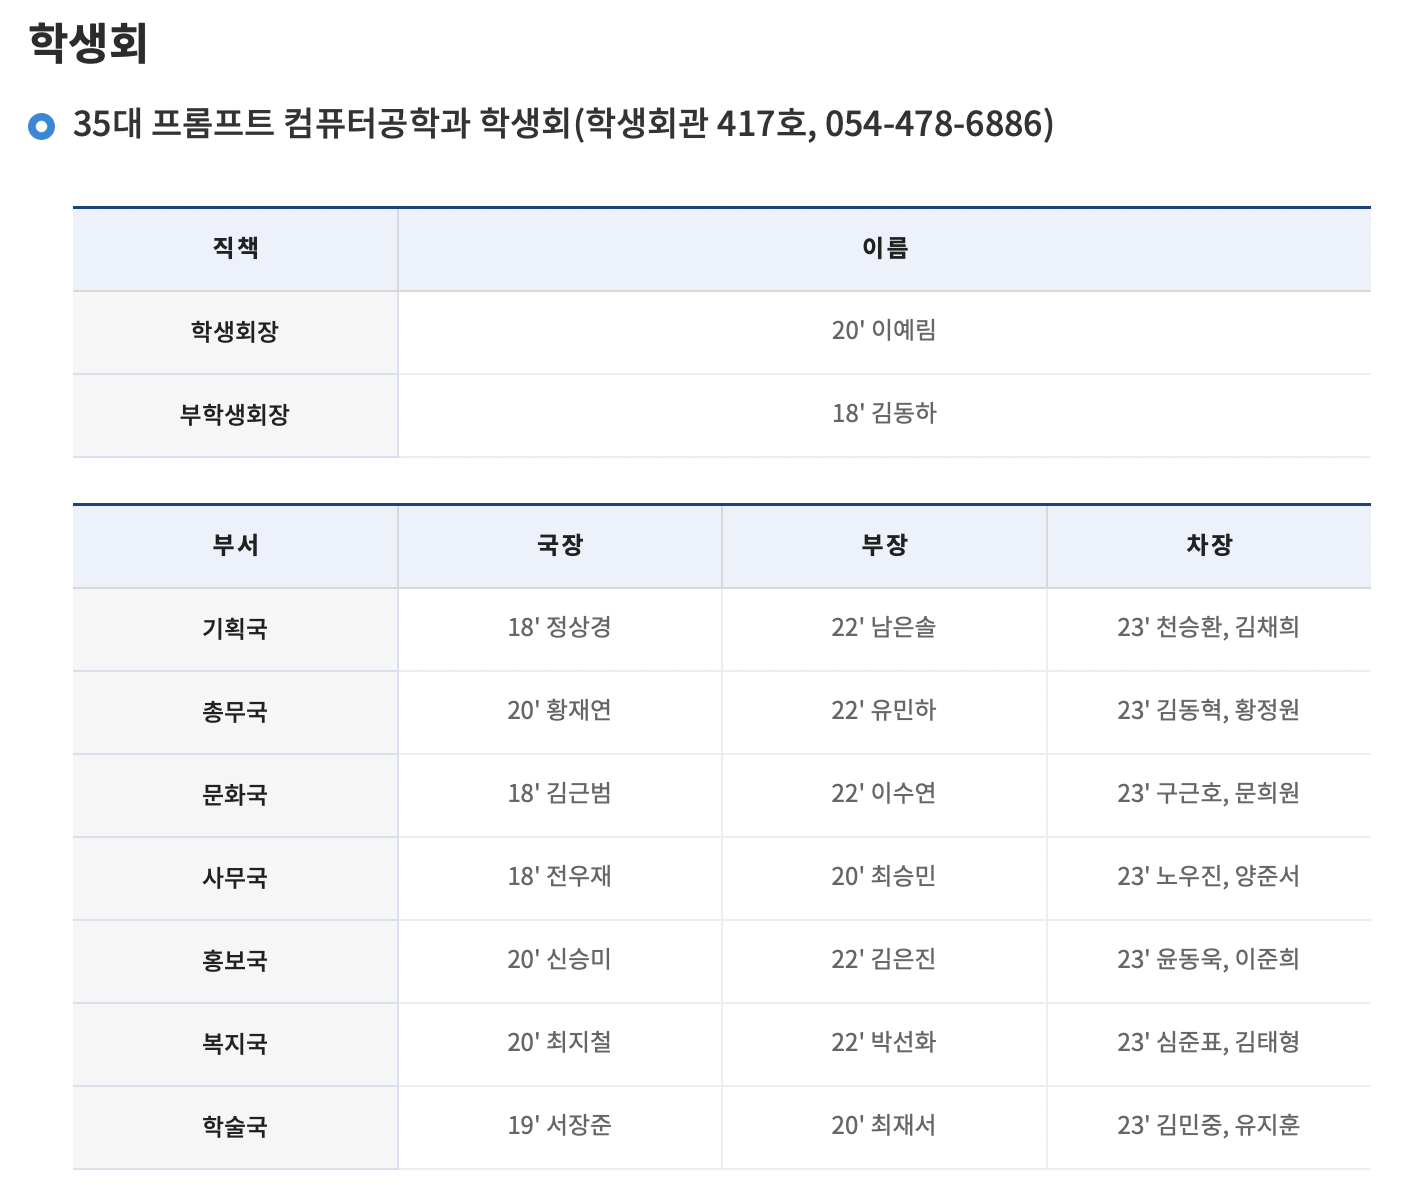 학생회
35대 프롬프트 컴퓨터공학과 학생회(학생회관 417호, 054-478-6886)
직책 이름
학생회장 20' 이예림
부학생회장 18' 김동하
부서 국장 부장 차장
기획국 18' 정상경 22' 남은솔 23' 천승환, 김채희
총무국 20' 황재연 22' 유민하 23' 김동혁, 황정원
문화국 18' 김근범 22' 이수연 23' 구근호, 문희원
사무국 18' 전우재 20' 최승민 23' 노우진, 양준서
홍보국 20' 신승미 22' 김은진 23' 윤동욱, 이준희
복지국 20' 최지철 22' 박선화 23' 심준표, 김태형
학술국 19' 서장준 20' 최재서 23' 김민중, 유지훈